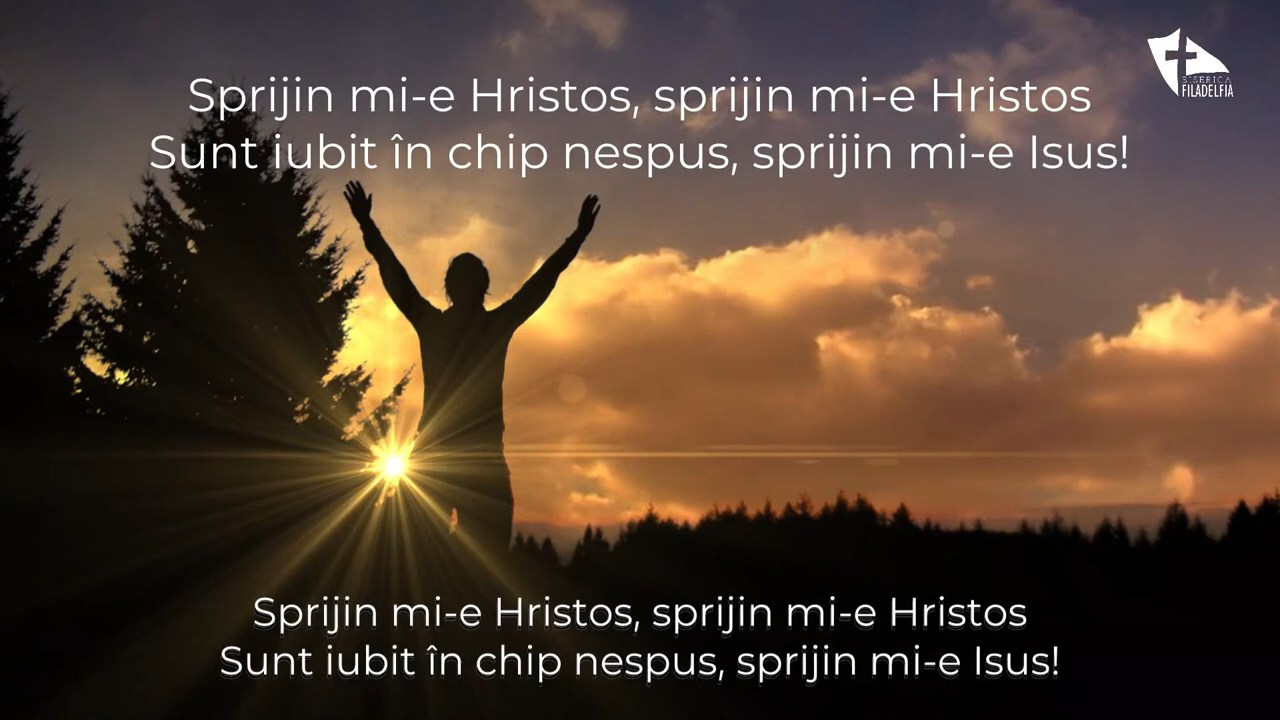 Sprijin mi-e Hristos, sprijin mi-e Hristos
Sunt iubit în chip nespus, sprijin mi-e Isus!
BISERICA
FILADELFIA
Sprijin mi-e Hristos, sprijin mi-e Hristos
Sunt iubit în chip nespus, sprijin mi-e Isus!